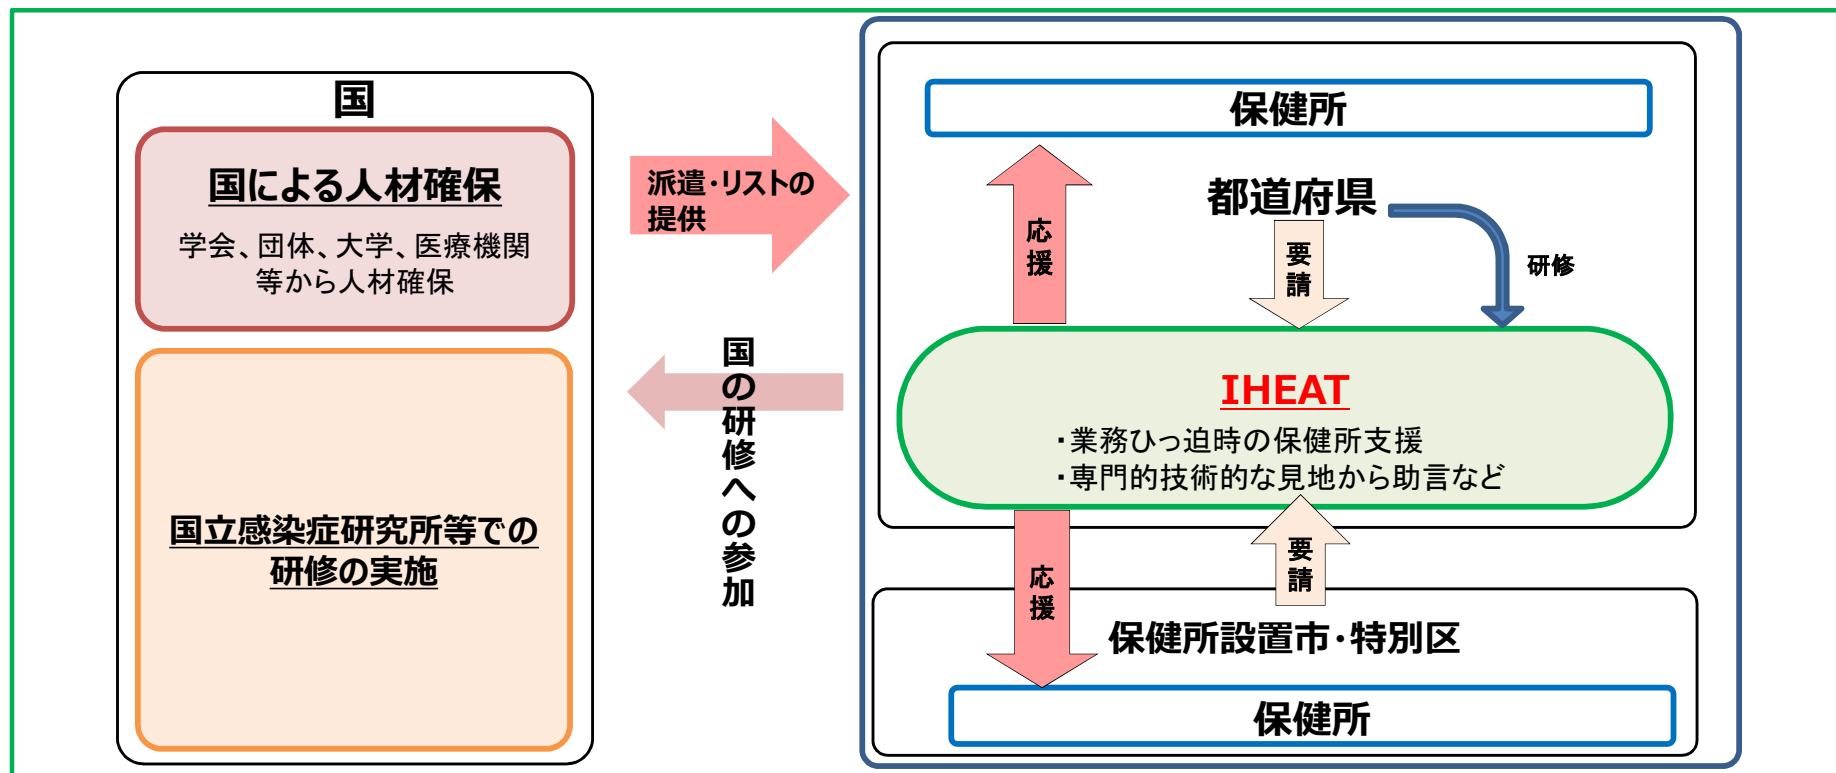 国
国による人材確保
学会、団体、大学、医療機関
等から人材確保
国立感染症研究所等での
研修の実施
派遣・リストの
提供
国の研修への参加
保健所
都道府県
応援
要請
研修
IHEAT
・業務ひっ迫時の保健所支援
・専門的技術的な見地から助言など
応援
要請
保健所設置市・特別区
保健所